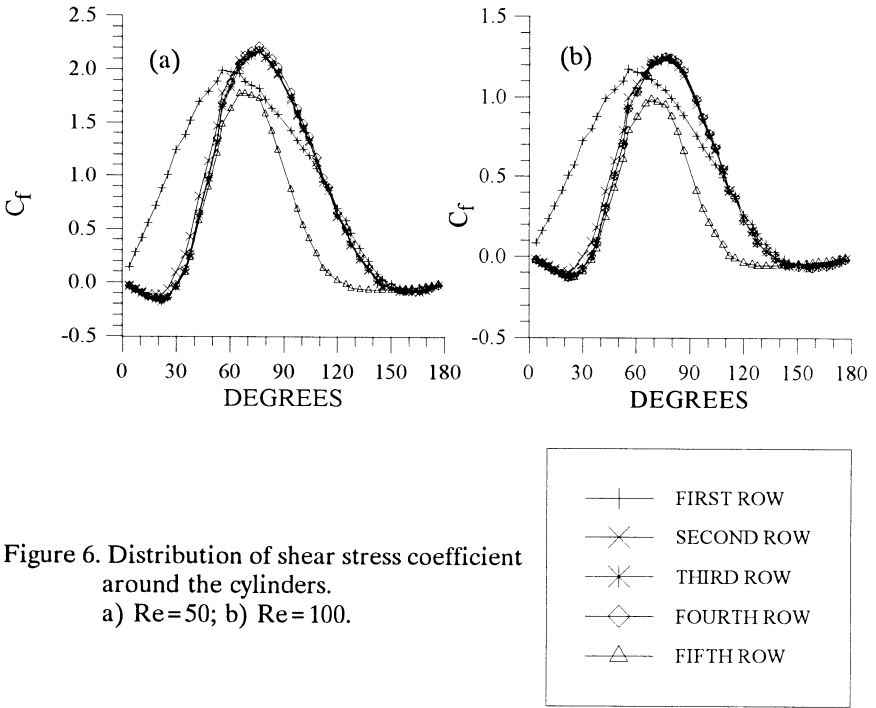 2.5
2.0
1.5
1.0
0.5
0.0
-0.5
Cf
(a)
0 30 60 90 120 150 180
DEGREES
1.5
1.0
0.5
0.0
-0.5
Cf
(b)
0 30 60 90 120 150 180
DEGREES
FIRST ROW
SECOND ROW
THIRD ROW
FOURTH ROW
FIFTH ROW
Figure 6. Distribution of shear stress coefficient
around the cylinders.
a) Re=50; b) Re=100.